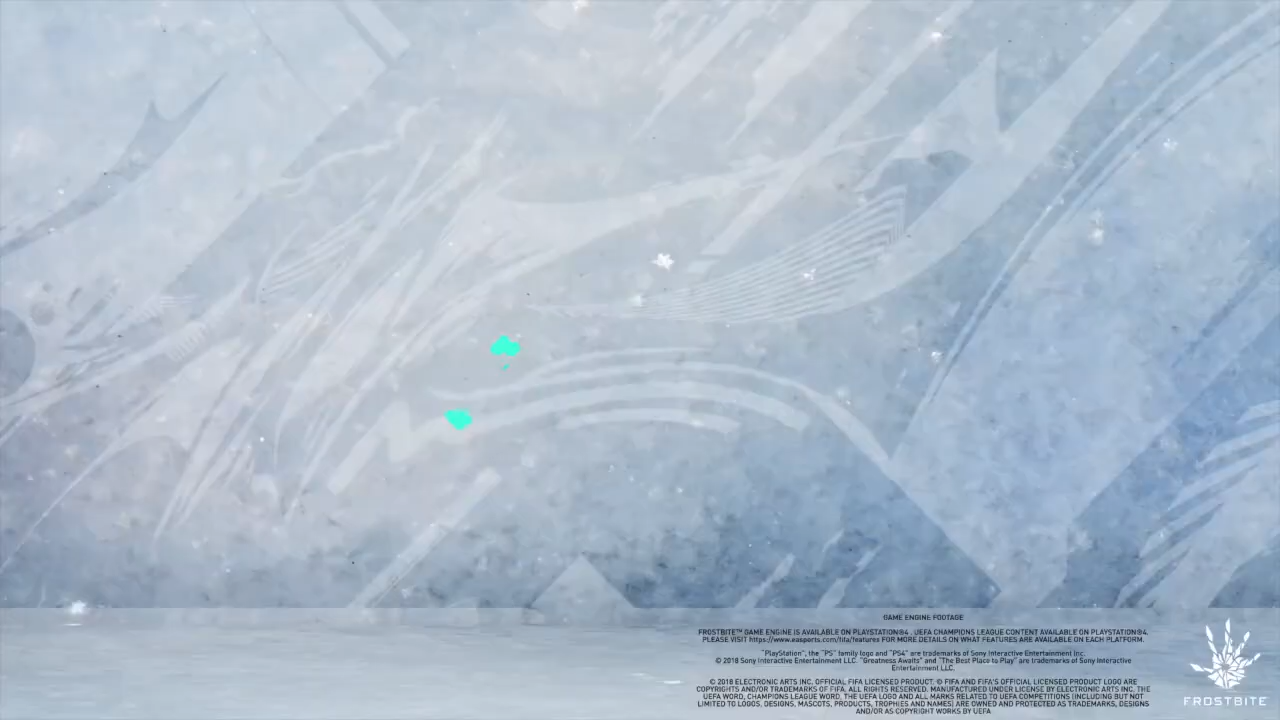 GAME ENGINE FOOTAGE
FROSTBITE™ GAME ENGINE IS AVAILABLE ON PLAYSTATION®4 . UEFA CHAMPIONS LEAGUE CONTENT AVAILABLE ON PLAYSTATION®4.
PLEASE VISIT https://www.easports.com/fifa/features FOR MORE DETAILS ON WHAT FEATURES ARE AVAILABLE ON EACH PLATFORM.
"PlayStation", the "PS" family logo and "PS4" are trademarks of Sony Interactive Entertainment Inc.
© 2018 Sony Interactive Entertainment LLC. "Greatness Awaits" and "The Best Place to Play" are trademarks of Sony Interactive
Entertainment LLC.
© 2018 ELECTRONIC ARTS INC. OFFICIAL FIFA LICENSED PRODUCT. © FIFA AND FIFA'S OFFICIAL LICENSED PRODUCT LOGO ARE
COPYRIGHTS AND/OR TRADEMARKS OF FIFA. ALL RIGHTS RESERVED. MANUFACTURED UNDER LICENSE BY ELECTRONIC ARTS INC. THE
UEFA WORD, CHAMPIONS LEAGUE WORD, THE UEFA LOGO AND ALL MARKS RELATED TO UEFA COMPETITIONS (INCLUDING BUT NOT
LIMITED TO LOGOS, DESIGNS, MASCOTS, PRODUCTS, TROPHIES AND NAMES) ARE OWNED AND PROTECTED AS TRADEMARKS, DESIGNS
AND/OR AS COPYRIGHT WORKS BY UEFA
FROSTBITE